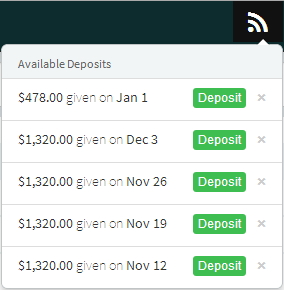 Available Deposits
$478.00 given on Jan 1 Deposit ×
$1,320.00 given on Dec 3 Deposit ×
$1,320.00 given on Nov 26 Deposit ×
$1,320.00 given on Nov 19 Deposit ×
$1,320.00 given on Nov 12 Deposit ×